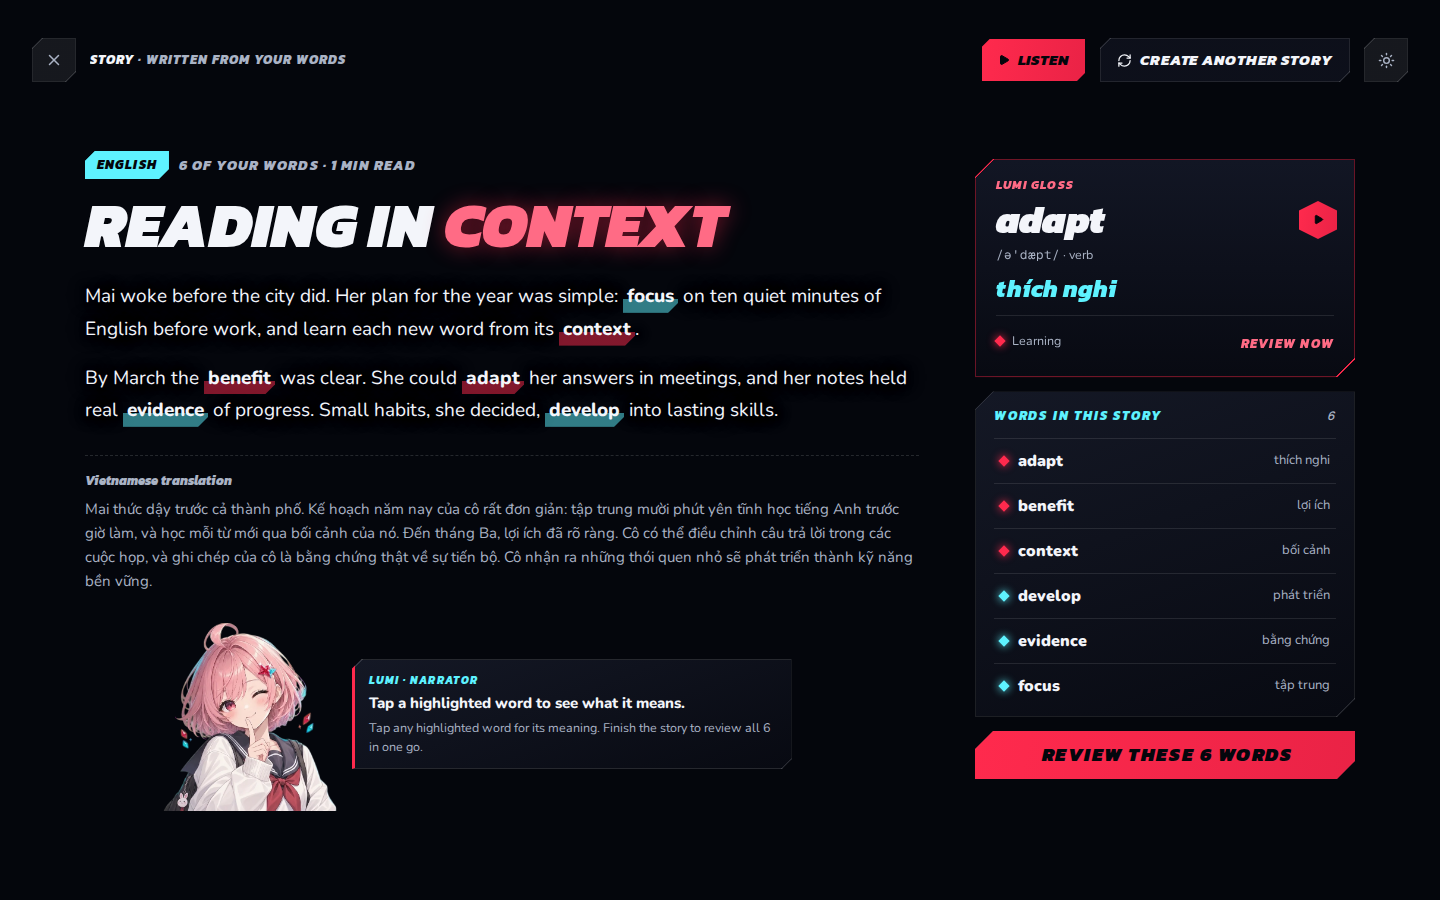 STORY · WRITTEN FROM YOUR WORDS
LISTEN
CREATE ANOTHER STORY
ENGLISH
6 OF YOUR WORDS · 1 MIN READ
READING IN CONTEXT
Mai woke before the city did. Her plan for the year was simple: focus on ten quiet minutes of
English before work, and learn each new word from its context.
By March the benefit was clear. She could adapt her answers in meetings, and her notes held
real evidence of progress. Small habits, she decided, develop into lasting skills.
Vietnamese translation
Mai thức dậy trước cả thành phố. Kế hoạch năm nay của cô rất đơn giản: tập trung mười phút yên tĩnh học tiếng Anh trước
giờ làm, và học mỗi từ mới qua bối cảnh của nó. Đến tháng Ba, lợi ích đã rõ ràng. Cô có thể điều chỉnh câu trả lời trong các
cuộc họp, và ghi chép của cô là bằng chứng thật về sự tiến bộ. Cô nhận ra những thói quen nhỏ sẽ phát triển thành kỹ năng
bền vững.
LUMI · NARRATOR
Tap a highlighted word to see what it means.
Tap any highlighted word for its meaning. Finish the story to review all 6
in one go.
LUMI GLOSS
adapt
/əˈdæpt/ · verb
thích nghi
Learning
REVIEW NOW
WORDS IN THIS STORY 6
adapt thích nghi
benefit lợi ích
context bối cảnh
develop phát triển
evidence bằng chứng
focus tập trung
REVIEW THESE 6 WORDS